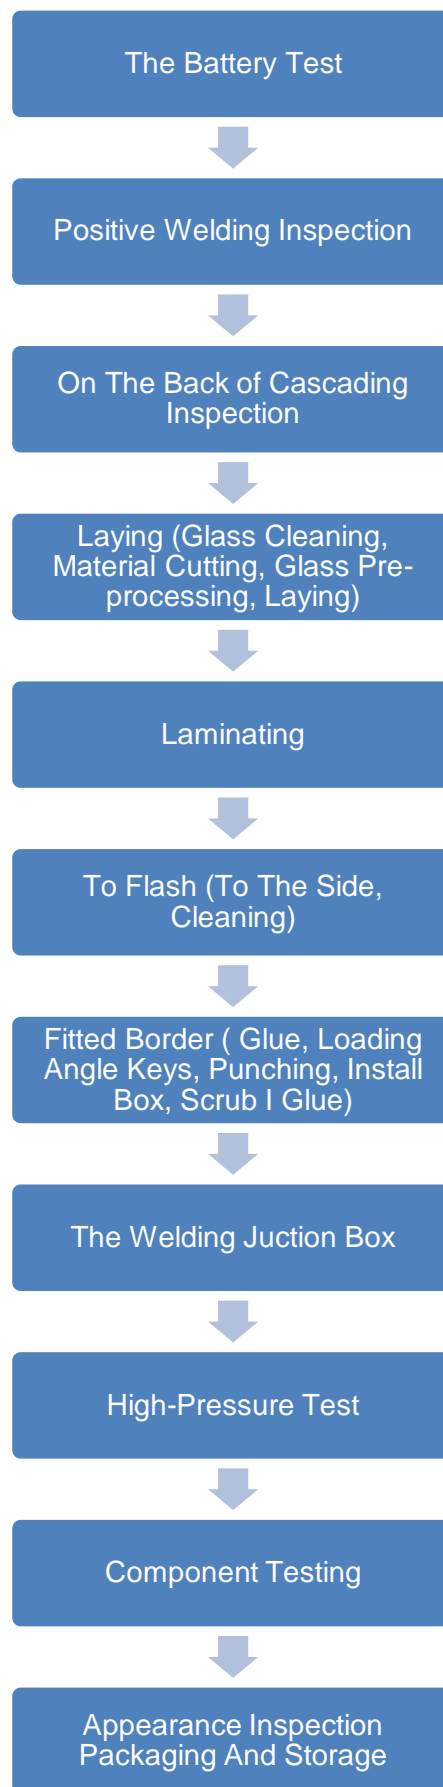 The Battery Test
Positive Welding Inspection
On The Back of Cascading
Inspection
Laying (Glass Cleaning,
Material Cutting, Glass Pre-
processing, Laying)
Laminating
To Flash (To The Side,
Cleaning)
Fitted Border ( Glue, Loading
Angle Keys, Punching, Install
Box, Scrub I Glue)
The Welding Juction Box
High-Pressure Test
Component Testing
Appearance Inspection
Packaging And Storage